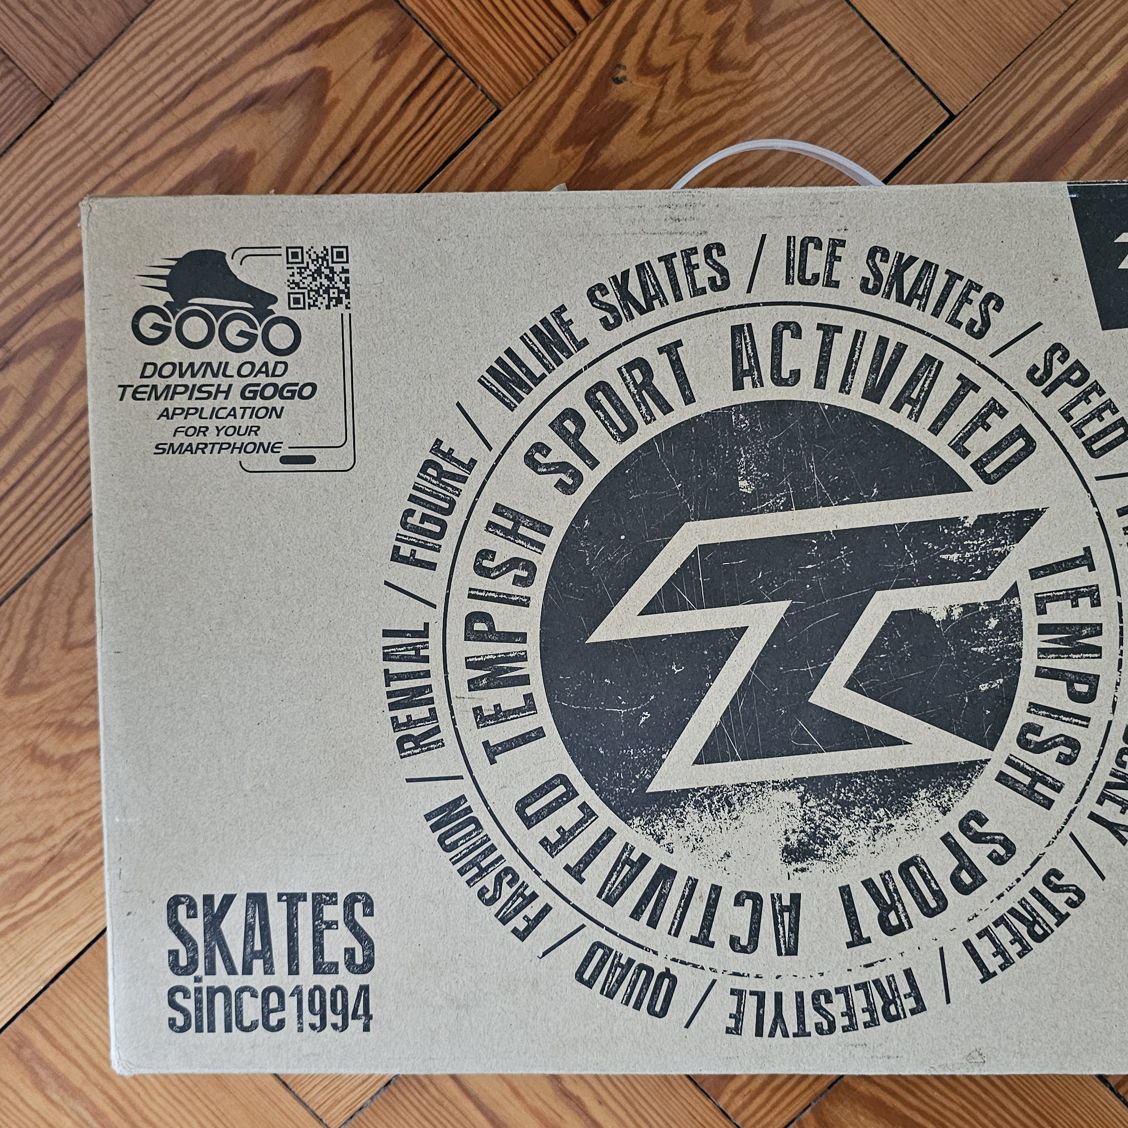 GOGO
DOWNLOAD
TEMPISH GOGO
APPLICATION
FOR YOUR
SMARTPHONE
FASHION / RENTAL / FIGURE / INLINE SKATES / ICE SKATES / SPEED /
STREET / FREESTYLE / QUAD /
TEMPISH SPORT ACTIVATED
TEMPISH SPORT ACTIVATED
SKATES
since1994